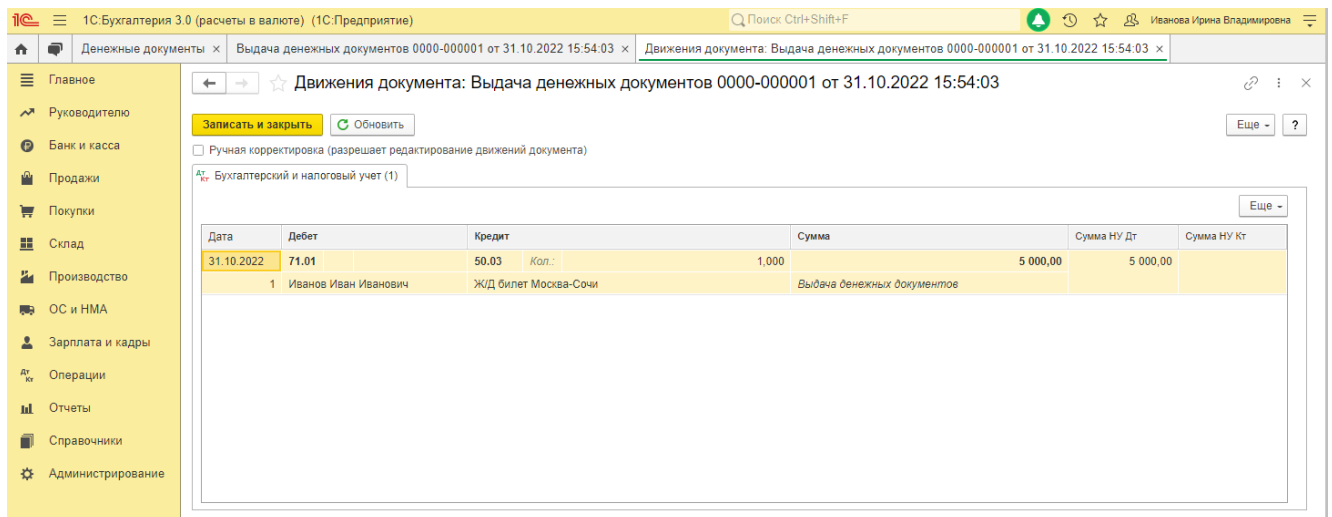 1С:Бухгалтерия 3.0 (расчеты в валюте) (1С:Предприятие) Поиск Ctrl+Shift+F Иванова Ирина Владимировна
Денежные документы × Выдача денежных документов 0000-000001 от 31.10.2022 15:54:03 × Движения документа: Выдача денежных документов 0000-000001 от 31.10.2022 15:54:03 ×
Главное
Руководителю
Банк и касса
Продажи
Покупки
Склад
Производство
ОС и НМА
Зарплата и кадры
Дт Кт Операции
Отчеты
Справочники
Администрирование
Движения документа: Выдача денежных документов 0000-000001 от 31.10.2022 15:54:03
Записать и закрыть Обновить Еще ?
Ручная корректировка (разрешает редактирование движений документа)
Дт Кт Бухгалтерский и налоговый учет (1)
Еще
Дата Дебет Кредит Сумма Сумма НУ Дт Сумма НУ Кт
31.10.2022 71.01 50.03 Кол.: 1,000 5 000,00 5 000,00
1 Иванов Иван Иванович Ж/Д билет Москва-Сочи Выдача денежных документов